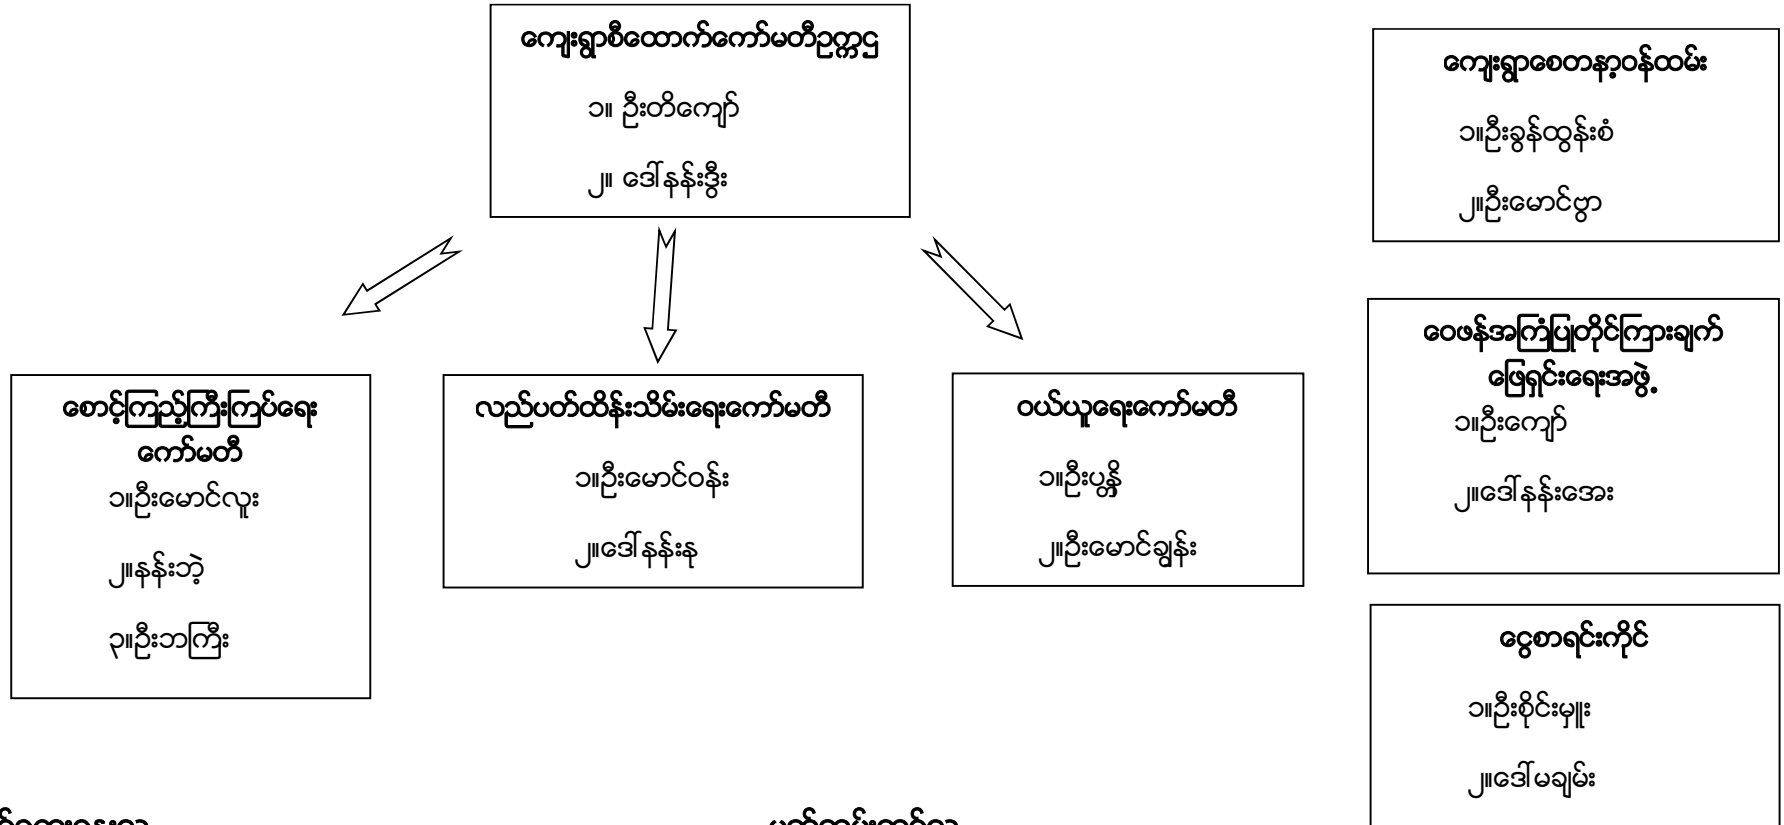 ကျေးရွာစီထောက်ကော်မတီဥက္ကဌ
၁။ ဦးတိကျော်
၂။ ဒေါ်နန်းဒွီး
ကျေးရွာစေတနာ့ဝန်ထမ်း
၁။ဦးခွန်ထွန်းစံ
၂။ဦးမောင်ဗွာ
စောင့်ကြည့်ကြီးကြပ်ရေး
ကော်မတီ
၁။ဦးမောင်လူး
၂။နန်းဘဲ့
၃။ဦးဘကြီး
လည်ပတ်ထိန်းသိမ်းရေးကော်မတီ
၁။ဦးမောင်ဝန်း
၂။ဒေါ်နန်းနု
ဝယ်ယူရေးကော်မတီ
၁။ဦးပန္တိ
၂။ဦးမောင်ချွန်း
ဝေဖန်အကြံပြုတိုင်ကြားချက်
ဖြေရှင်းရေးအဖွဲ့
၁။ဦးကျော်
၂။ဒေါ်နန်းအေး
ငွေစာရင်းကိုင်
၁။ဦးစိုင်းမှူး
၂။ဒေါ်မချမ်း